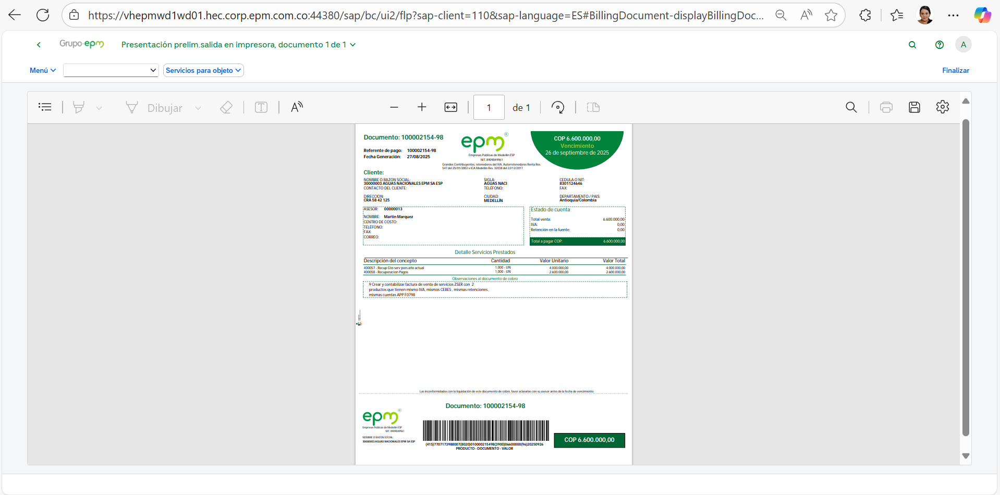 https://vhepmwd1wd01.hec.corp.epm.com.co:44380/sap/bc/ui2/flp?sap-client=110&sap-language=ES#BillingDocument-displayBillingDoc...
Grupo·epm
Presentación prelim.salida en impresora, documento 1 de 1
A
Menú
Servicios para objeto
Finalizar
Dibujar
1
de 1
Documento: 100002154-98
Referente de pago: 100002154-98
Fecha Generación: 27/08/2025
epm®
Empresas Públicas de Medellín ESP
NIT. 8909049961
Grandes Contribuyentes, retenedores del IVA, Autorretenedores Renta Res.
547 del 25/01/2002 e ICA Medellín Res. 32038 del 22/12/2017
COP 6.600.000,00
Vencimiento
26 de septiembre de 2025
Cliente:
NOMBRE O RAZON SOCIAL: SIGLA: CEDULA O NIT:
30000003 AGUAS NACIONALES EPM SA ESP AGUAS NACI 8301124646
CONTACTO DEL CLIENTE: TELÉFONO: FAX:
DIRECCION: CIUDAD: DEPARTAMENTO / PAIS:
CRA 58 42 125 MEDELLÍN Antioquia/Colombia
ASESOR: 00000013
NOMBRE: Martin Marquez
CENTRO DE COSTO:
TELÉFONO:
FAX:
CORREO:
Estado de cuenta
Total venta: 6.600.000,00
IVA: 0,00
Retención en la fuente: 0,00
Total a pagar COP: 6.600.000,00
Detalle Servicios Prestados
Descripción del concepto Cantidad Valor Unitario Valor Total
400057 - Recup Gto serv pers año actual 1,000 - UN 4.000.000,00 4.000.000,00
400058 - Recuperacion Pagos 1,000 - UN 2.600.000,00 2.600.000,00
Observaciones al documento de cobro
9 Crear y contabilizar factura de venta de servicios ZSER con 2
productos que tienen mismo IVA, mismos CEBES , mismas retenciones ,
mismas cuentas APP F0798
Las inconformidades con la liquidación de este documento de cobro, favor aclararlas con su asesor antes de la fecha de vencimiento.
Documento: 100002154-98
epm®
Empresas Públicas de Medellín ESP
NIT. 8909049961
NOMBRE O RAZON SOCIAL:
30000003 AGUAS NACIONALES EPM SA ESP
(415)7707173988007(8020)010000215498(3900)06600000(96)20250926
PRODUCTO - DOCUMENTO - VALOR
COP 6.600.000,00